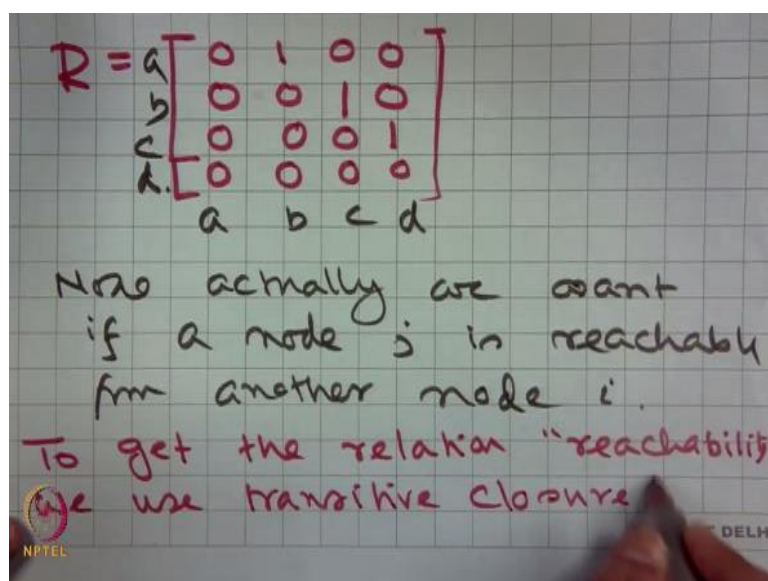 R = a [ 0 1 0 0 ]
b 0 0 1 0
c 0 0 0 1
d. 0 0 0 0
a b c d
Now actually we want
if a node j is reachable
from another node i.
To get the relation "reachability
We use transitive closure
NPTEL
DELH